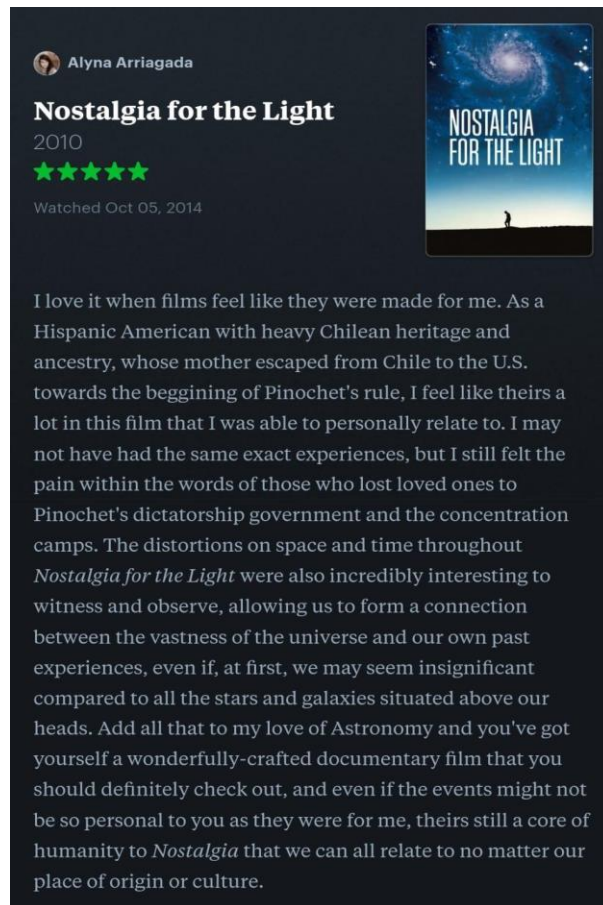 Alyna Arriagada
Nostalgia for the Light
2010
Watched Oct 05, 2014
NOSTALGIA
FOR THE LIGHT
I love it when films feel like they were made for me. As a
Hispanic American with heavy Chilean heritage and
ancestry, whose mother escaped from Chile to the U.S.
towards the beggining of Pinochet's rule, I feel like theirs a
lot in this film that I was able to personally relate to. I may
not have had the same exact experiences, but I still felt the
pain within the words of those who lost loved ones to
Pinochet's dictatorship government and the concentration
camps. The distortions on space and time throughout
Nostalgia for the Light were also incredibly interesting to
witness and observe, allowing us to form a connection
between the vastness of the universe and our own past
experiences, even if, at first, we may seem insignificant
compared to all the stars and galaxies situated above our
heads. Add all that to my love of Astronomy and you've got
yourself a wonderfully-crafted documentary film that you
should definitely check out, and even if the events might not
be so personal to you as they were for me, theirs still a core of
humanity to Nostalgia that we can all relate to no matter our
place of origin or culture.